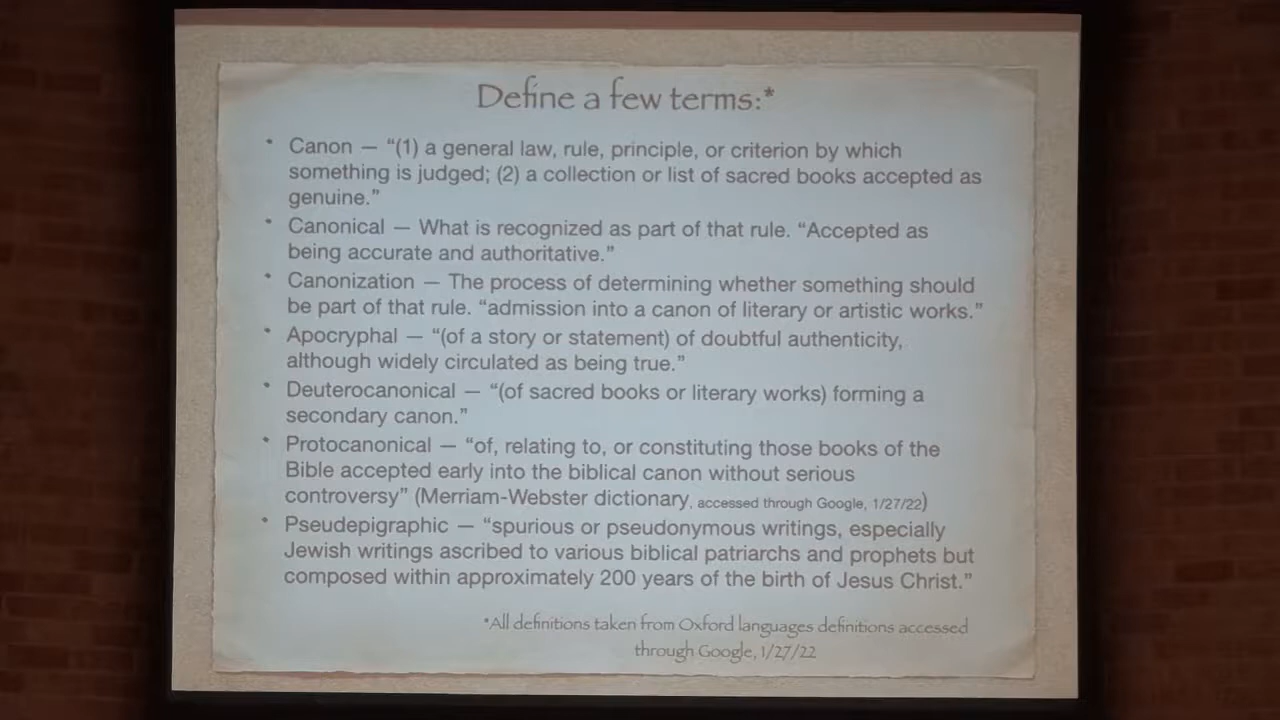 Define a few terms:*
• Canon — “(1) a general law, rule, principle, or criterion by which
something is judged; (2) a collection or list of sacred books accepted as
genuine.”
• Canonical — What is recognized as part of that rule. “Accepted as
being accurate and authoritative.”
• Canonization — The process of determining whether something should
be part of that rule. “admission into a canon of literary or artistic works.”
• Apocryphal — “(of a story or statement) of doubtful authenticity,
although widely circulated as being true.”
• Deuterocanonical — “(of sacred books or literary works) forming a
secondary canon.”
• Protocanonical — “of, relating to, or constituting those books of the
Bible accepted early into the biblical canon without serious
controversy” (Merriam-Webster dictionary, accessed through Google, 1/27/22)
• Pseudepigraphic — “spurious or pseudonymous writings, especially
Jewish writings ascribed to various biblical patriarchs and prophets but
composed within approximately 200 years of the birth of Jesus Christ.”
*All definitions taken from Oxford languages definitions accessed
through Google, 1/27/22